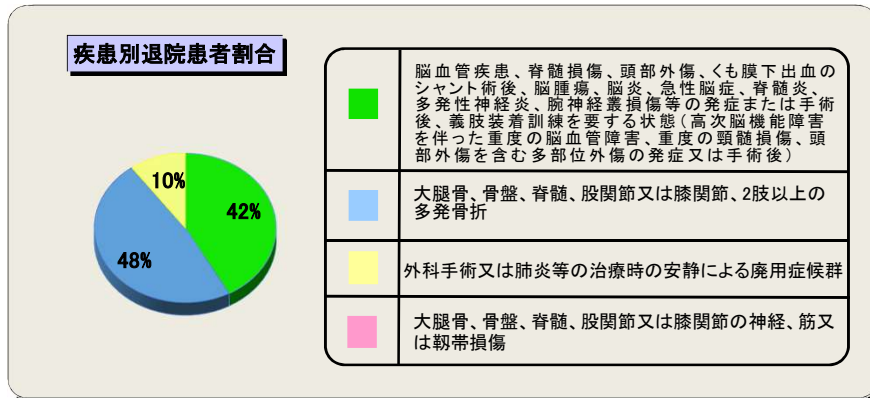 疾患別退院患者割合
10%
42%
48%
脳血管疾患、脊髄損傷、頭部外傷、くも膜下出血の
シャント術後、脳腫瘍、脳炎、急性脳症、脊髄炎、
多発性神経炎、腕神経叢損傷等の発症または手術
後、義肢装着訓練を要する状態（高次脳機能障害
を伴った重度の脳血管障害、重度の頸髄損傷、頭
部外傷を含む多部位外傷の発症又は手術後）
大腿骨、骨盤、脊髄、股関節又は膝関節、2肢以上の
多発骨折
外科手術又は肺炎等の治療時の安静による廃用症候群
大腿骨、骨盤、脊髄、股関節又は膝関節の神経、筋又
は靱帯損傷